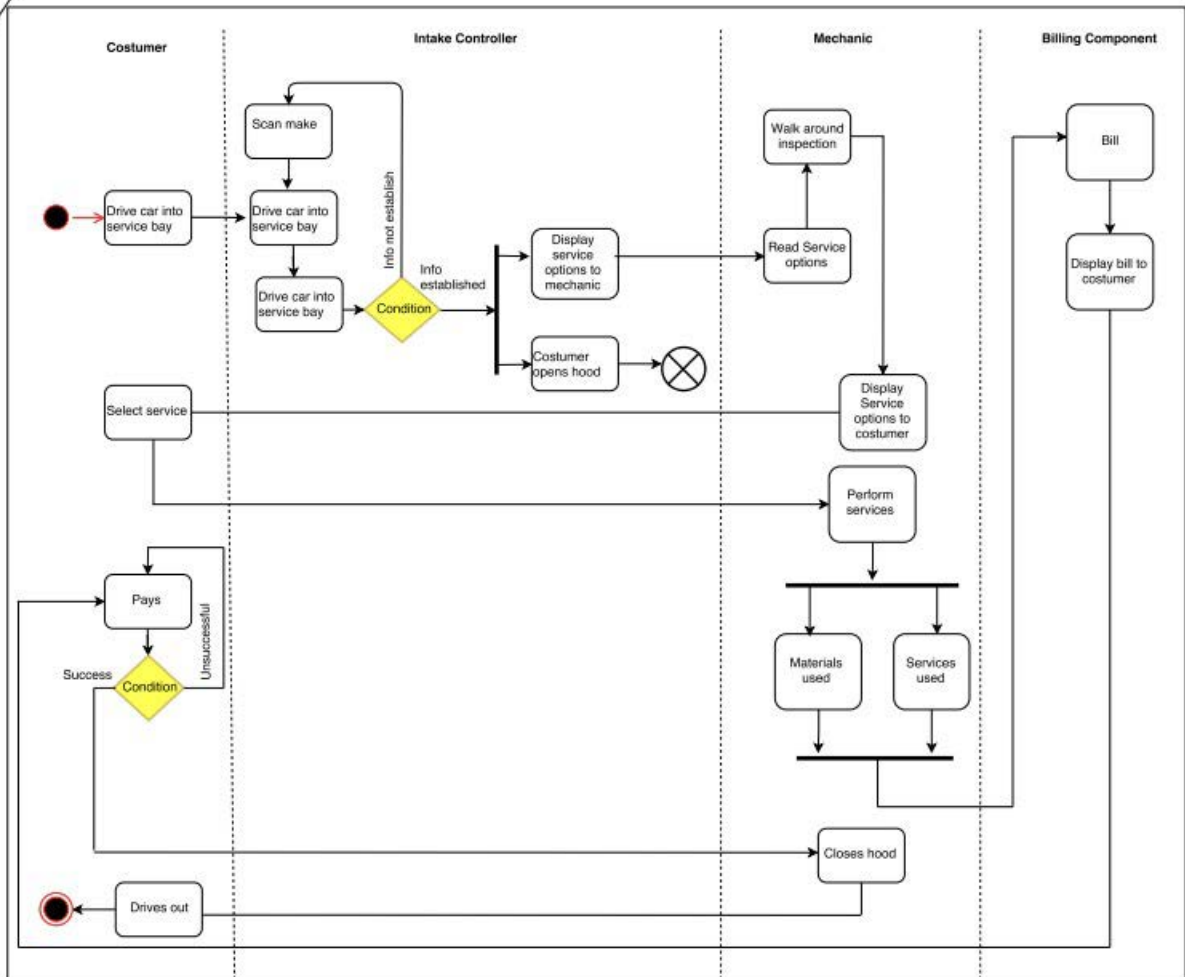 Costumer
Intake Controller
Mechanic
Billing Component
Scan make
Drive car into
service bay
Drive car into
service bay
Drive car into
service bay
Info not establish
Condition
Info
established
Display
service
options to
mechanic
Costumer
opens hood
Walk around
inspection
Read Service
options
Display
Service
options to
costumer
Bill
Display bill to
costumer
Select service
Perform
services
Materials
used
Services
used
Pays
Unsuccessful
Success
Condition
Closes hood
Drives out